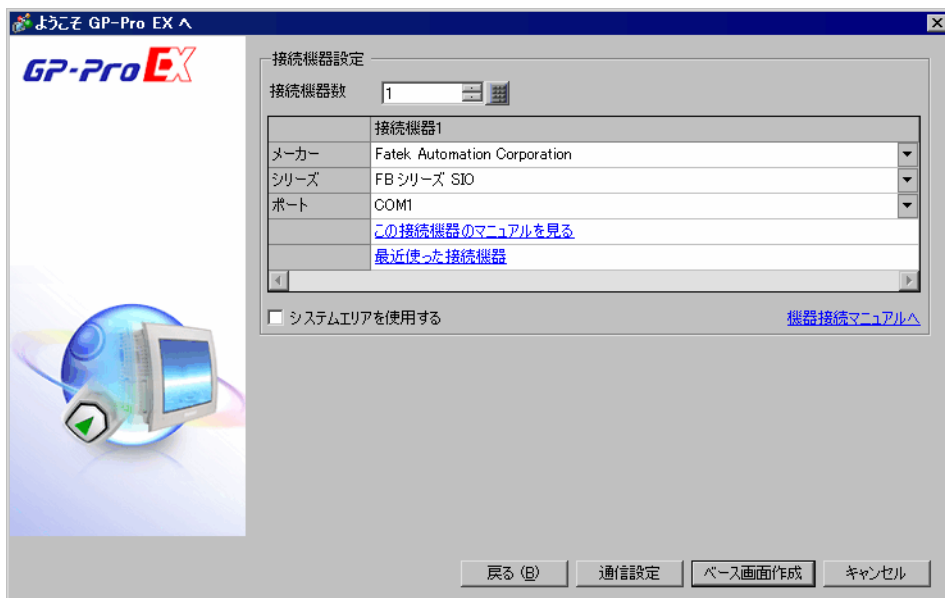 ようこそ GP-Pro EX へ
GP-Pro EX
接続機器設定
接続機器数 1
接続機器1
メーカー Fatek Automation Corporation
シリーズ FBシリーズ SIO
ポート COM1
この接続機器のマニュアルを見る
最近使った接続機器
システムエリアを使用する 機器接続マニュアルへ
戻る (B) 通信設定 ベース画面作成 キャンセル